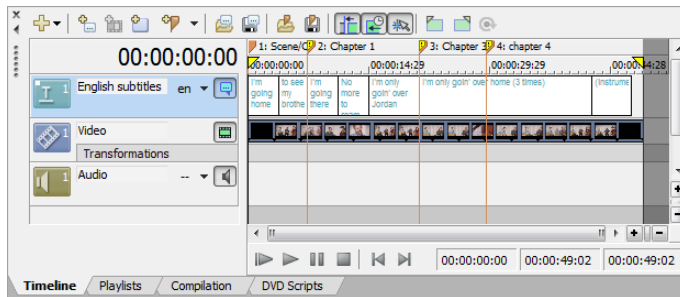 00:00:00:00
1: Scene/C 2: Chapter 1 3: Chapter 3 4: chapter 4
00:00:00:00 00:00:14:29 00:00:29:29 00:00:44:28
1 English subtitles en
I'm going home
to see my brothe
I'm going there
No more to
I'm only goin' over Jordan
I'm only goin' over home (3 times)
(Instrume
1 Video
Transformations
1 Audio --
00:00:00:00 00:00:49:02 00:00:49:02
Timeline Playlists Compilation DVD Scripts